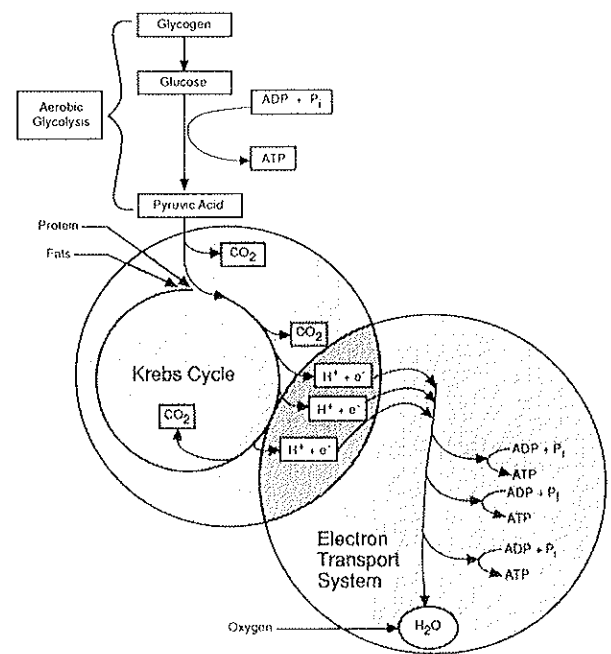 Glycogen
Glucose
Aerobic
Glycolysis
ADP + Pi
ATP
Pyruvic Acid
Protein
Fats
CO2
CO2
Krebs Cycle
H+ + e-
H+ + e-
CO2
H+ + e-
ADP + Pi
ATP
ADP + Pi
ATP
Electron
Transport
System
ADP + Pi
ATP
Oxygen
H2O